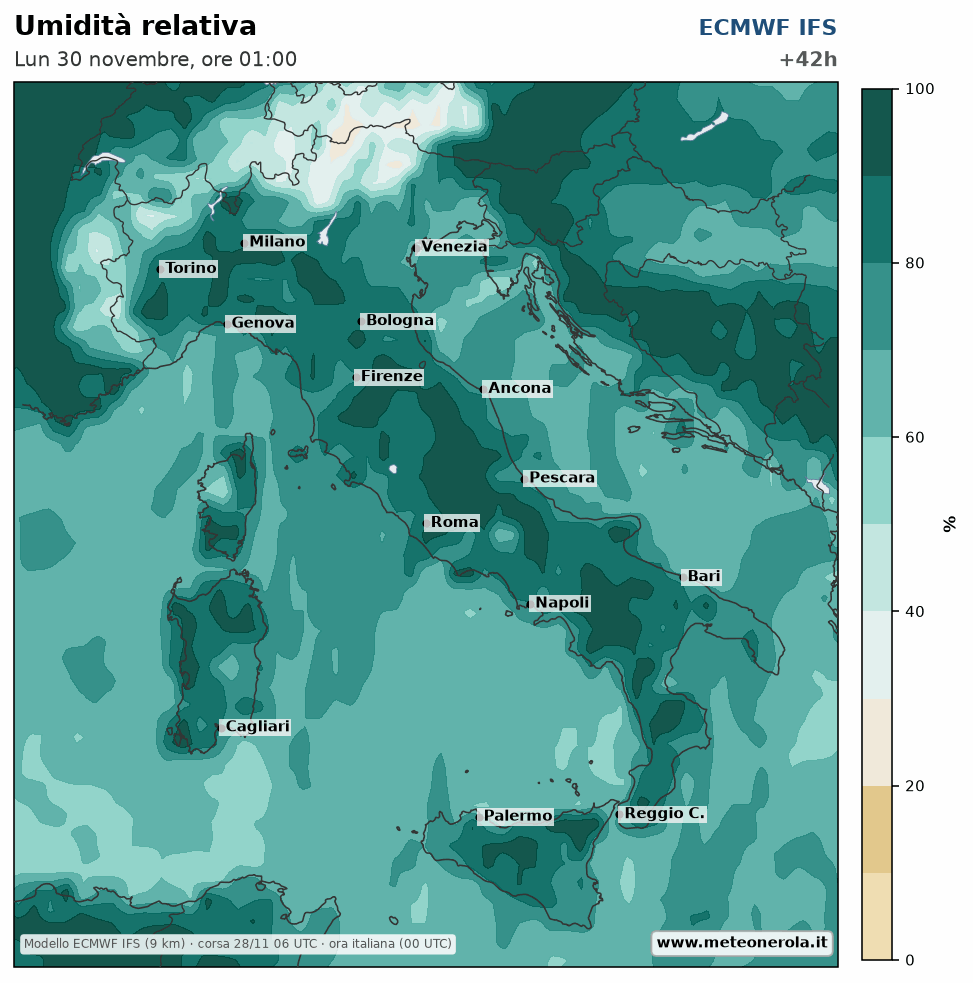 Umidità relativa
ECMWF IFS
Lun 30 novembre, ore 01:00
+42h
100
80
60
40
20
0
%
Milano
Venezia
Torino
Genova
Bologna
Firenze
Ancona
Pescara
Roma
Bari
Napoli
Cagliari
Palermo
Reggio C.
Modello ECMWF IFS (9 km) · corsa 28/11 06 UTC · ora italiana (00 UTC)
www.meteonerola.it